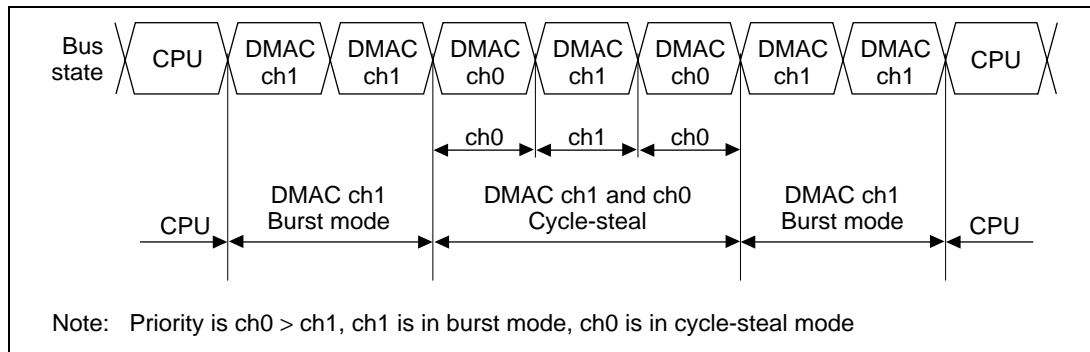 Bus state
CPU
DMAC ch1
DMAC ch1
DMAC ch0
DMAC ch1
DMAC ch0
DMAC ch1
DMAC ch1
CPU
ch0
ch1
ch0
CPU
DMAC ch1
Burst mode
DMAC ch1 and ch0
Cycle-steal
DMAC ch1
Burst mode
CPU
Note: Priority is ch0 > ch1, ch1 is in burst mode, ch0 is in cycle-steal mode